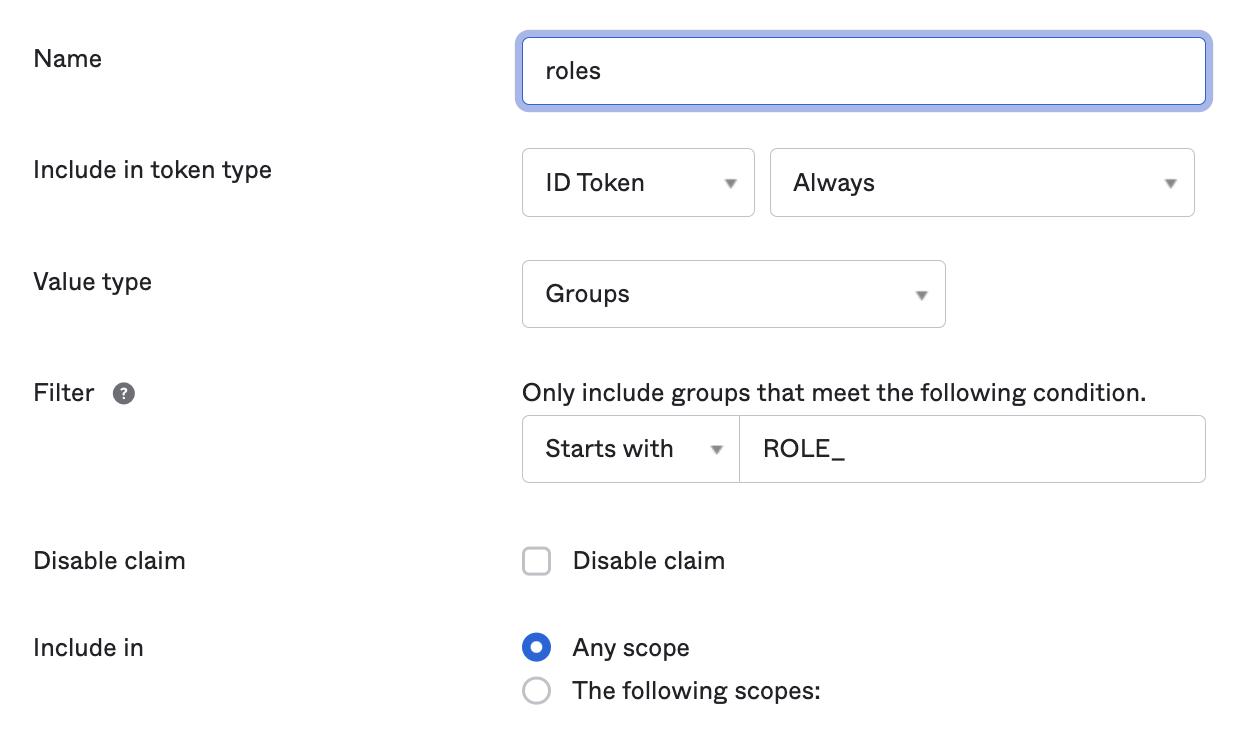 Name
roles
Include in token type
ID Token
Always
Value type
Groups
Filter ?
Only include groups that meet the following condition.
Starts with
ROLE_
Disable claim
Disable claim
Include in
Any scope
The following scopes: